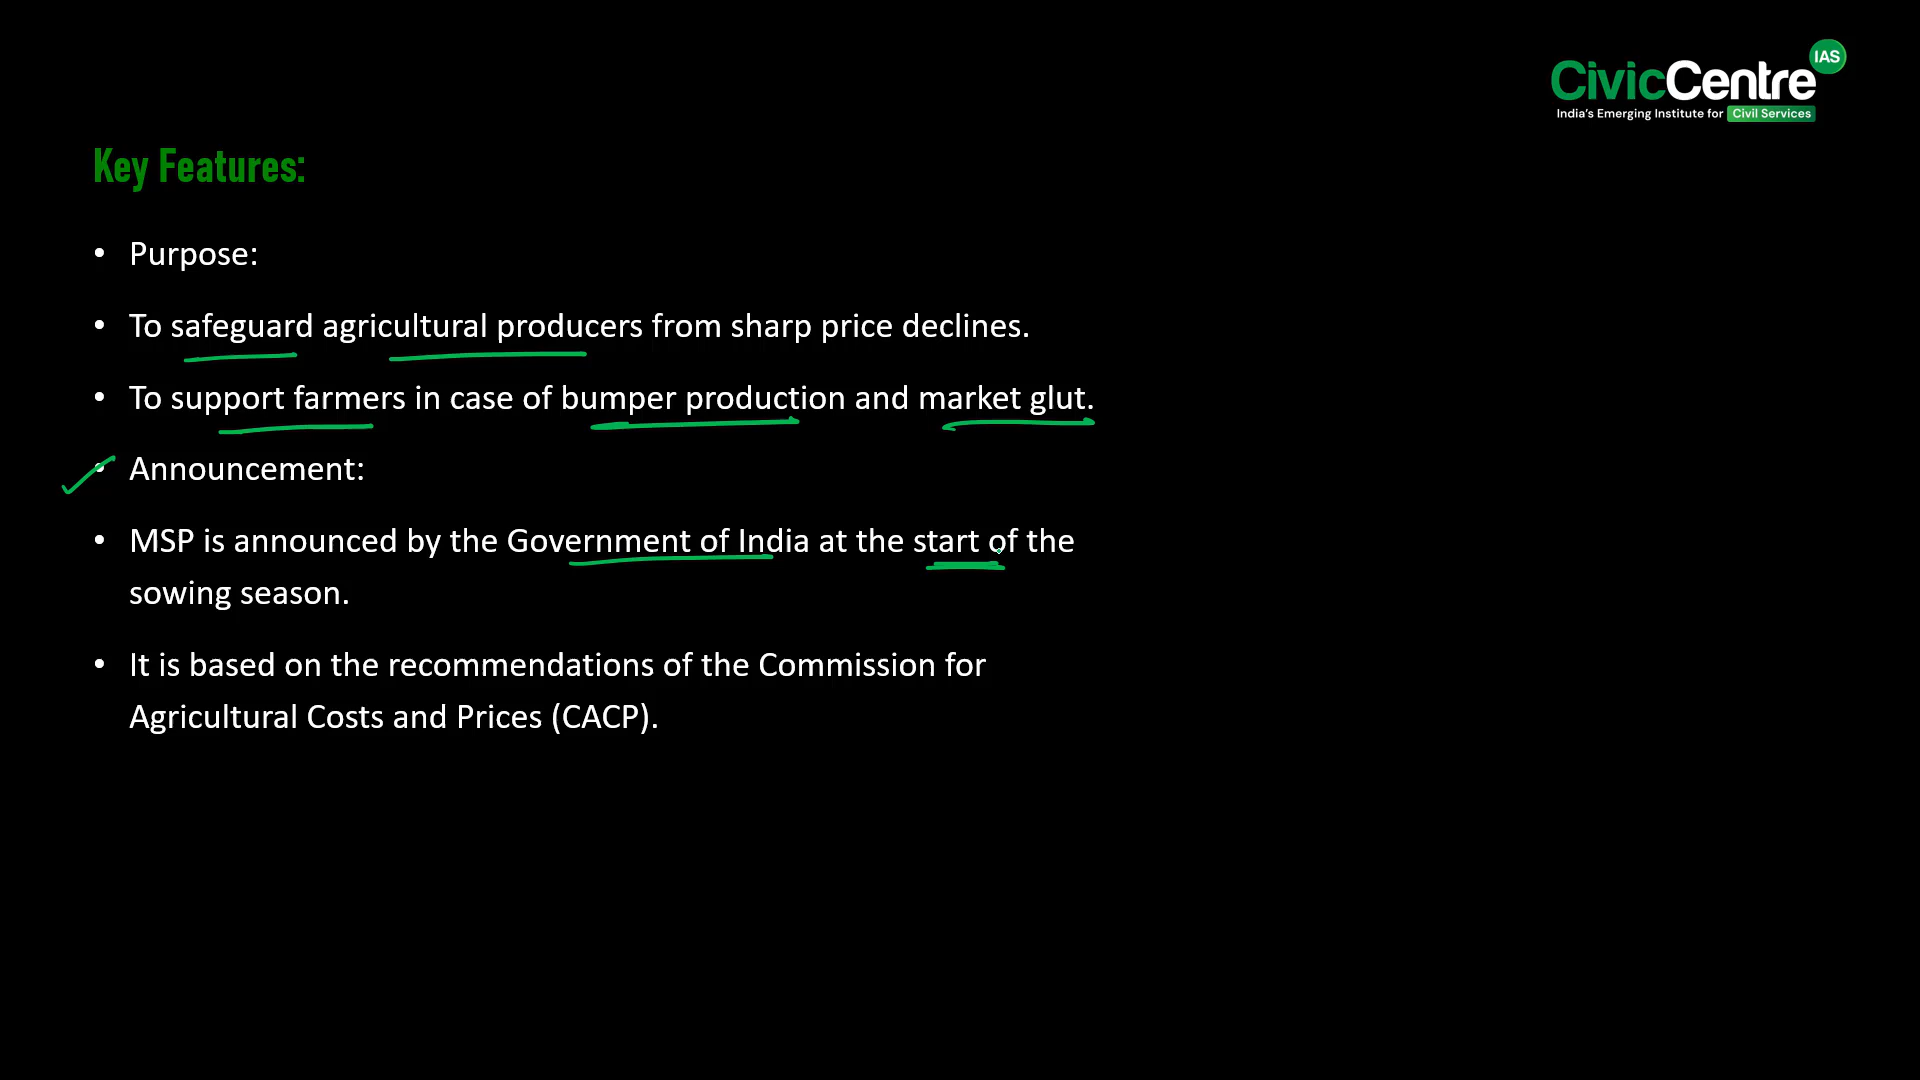 IAS
CivicCentre
India's Emerging Institute for Civil Services
Key Features:
• Purpose:
• To safeguard agricultural producers from sharp price declines.
• To support farmers in case of bumper production and market glut.
• Announcement:
• MSP is announced by the Government of India at the start of the
sowing season.
• It is based on the recommendations of the Commission for
Agricultural Costs and Prices (CACP).